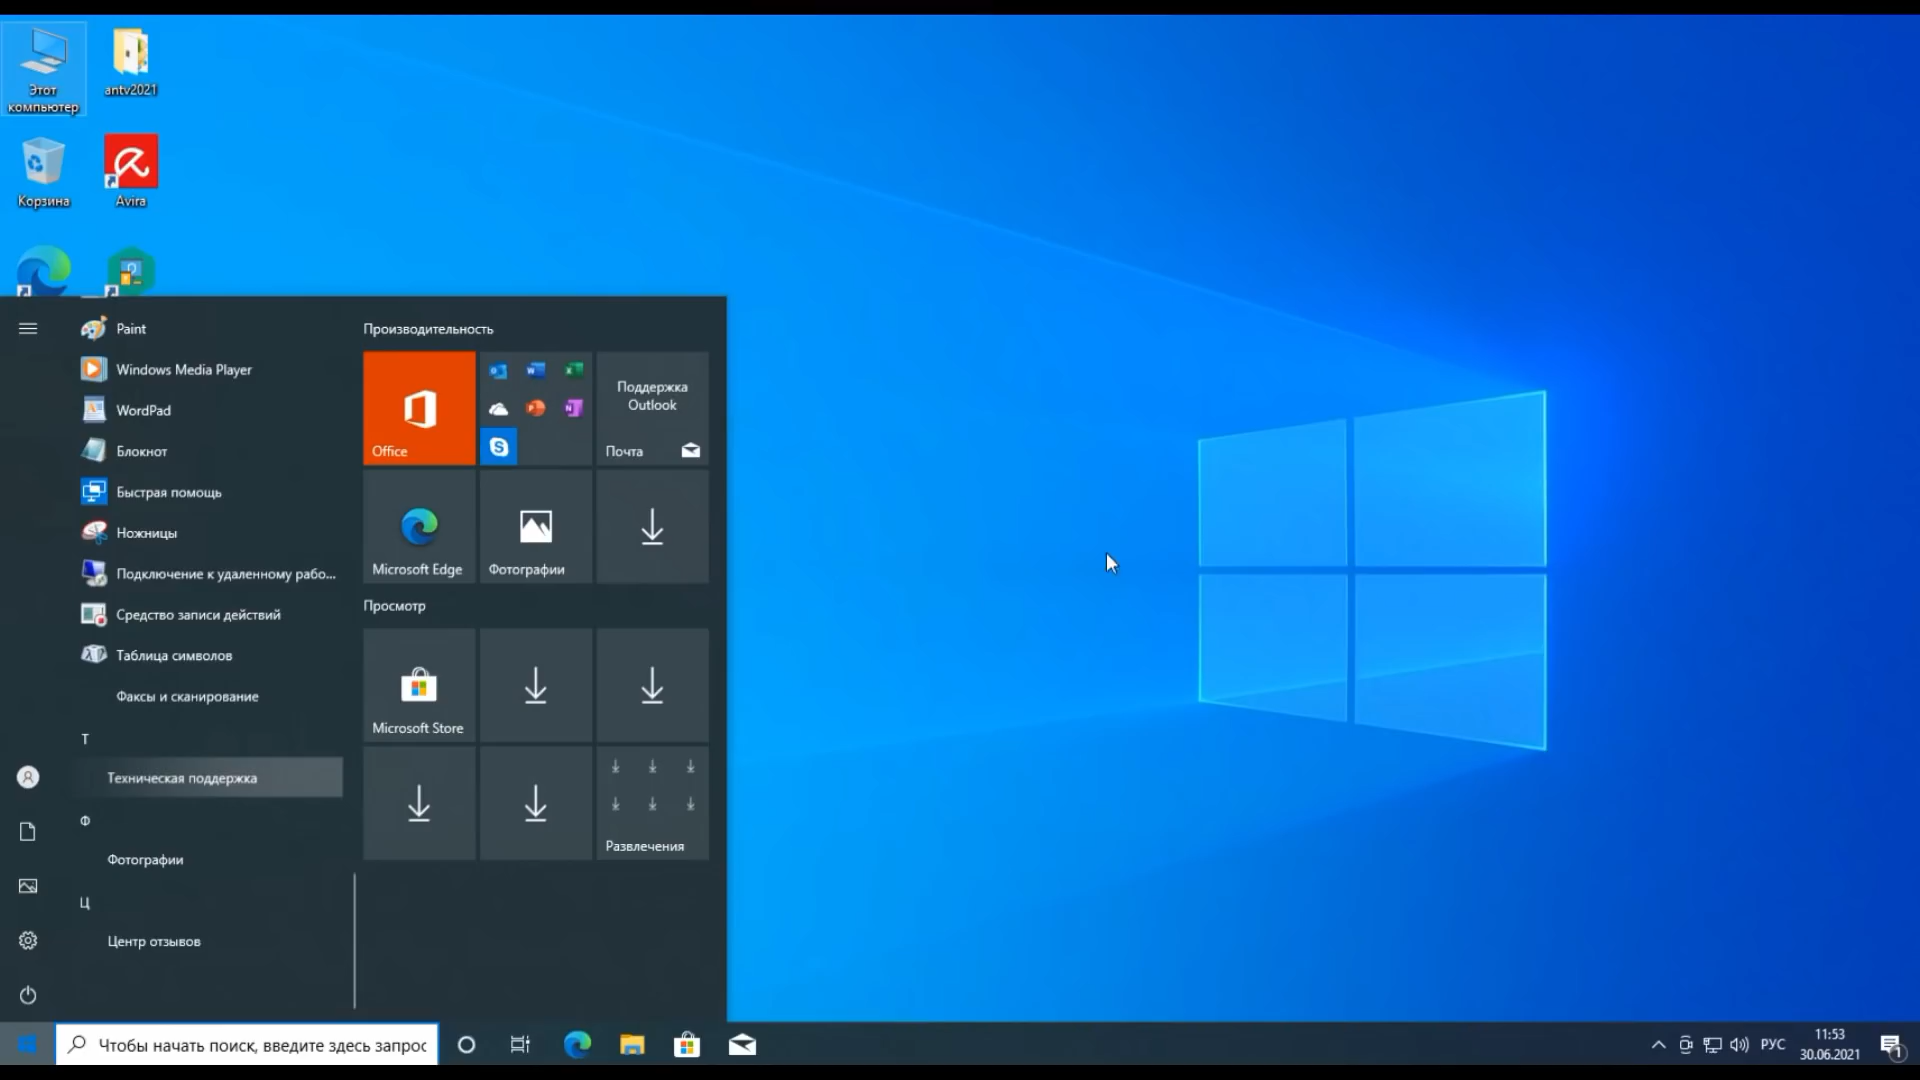 Этот
компьютер
antv2021
Корзина
Avira
Paint
Windows Media Player
WordPad
Блокнот
Быстрая помощь
Ножницы
Подключение к удаленному рабо...
Средство записи действий
Таблица символов
Факсы и сканирование
Т
Техническая поддержка
Ф
Фотографии
Ц
Центр отзывов
Производительность
Office
Поддержка
Outlook
Почта
Microsoft Edge
Фотографии
Просмотр
Microsoft Store
Развлечения
Чтобы начать поиск, введите здесь запрос
РУС
11:53
30.06.2021
1